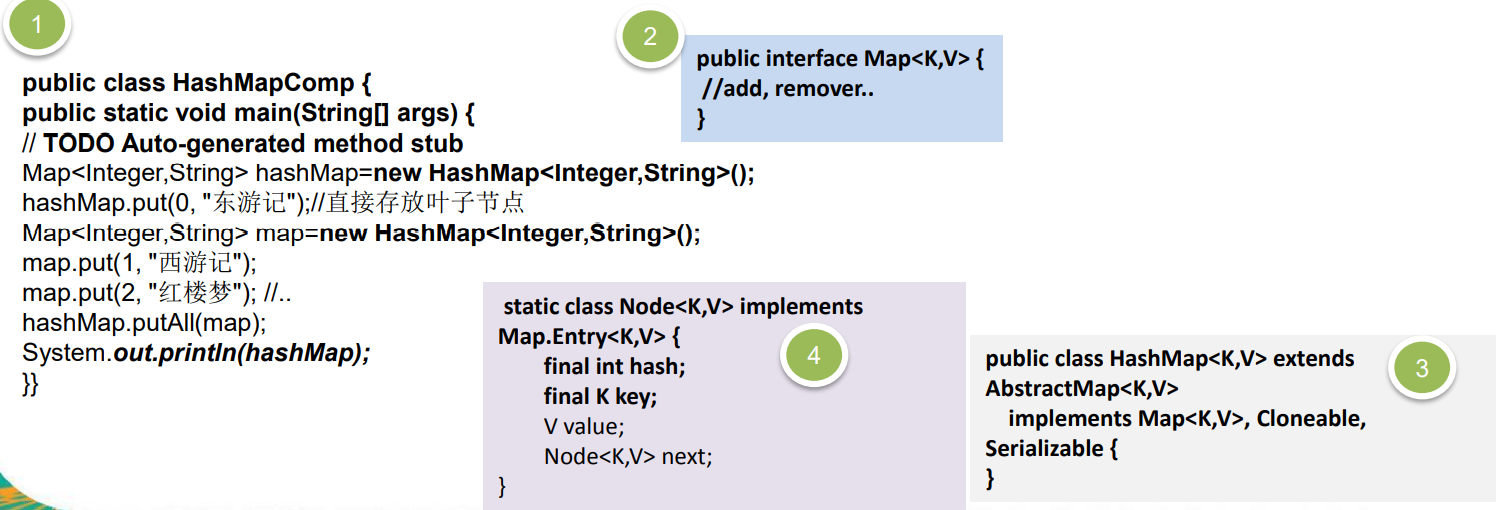 1
public class HashMapComp {
public static void main(String[] args) {
// TODO Auto-generated method stub
Map<Integer,String> hashMap=new HashMap<Integer,String>();
hashMap.put(0, "东游记");//直接存放叶子节点
Map<Integer,String> map=new HashMap<Integer,String>();
map.put(1, "西游记");
map.put(2, "红楼梦"); //..
hashMap.putAll(map);
System.out.println(hashMap);
}}
2
public interface Map<K,V> {
//add, remover..
}
4
static class Node<K,V> implements
Map.Entry<K,V> {
final int hash;
final K key;
V value;
Node<K,V> next;
}
3
public class HashMap<K,V> extends
AbstractMap<K,V>
implements Map<K,V>, Cloneable,
Serializable {
}